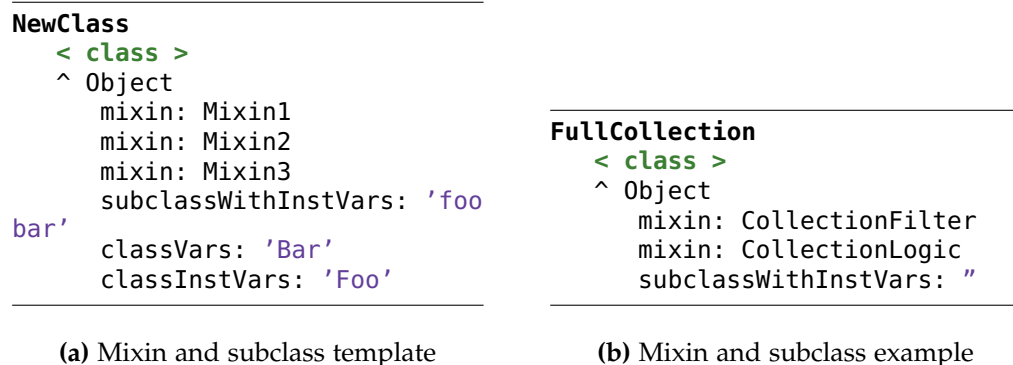 NewClass
< class >
^ Object
mixin: Mixin1
mixin: Mixin2
mixin: Mixin3
subclassWithInstVars: ’foo
bar’
classVars: ’Bar’
classInstVars: ’Foo’
(a) Mixin and subclass template
FullCollection
< class >
^ Object
mixin: CollectionFilter
mixin: CollectionLogic
subclassWithInstVars: ”
(b) Mixin and subclass example